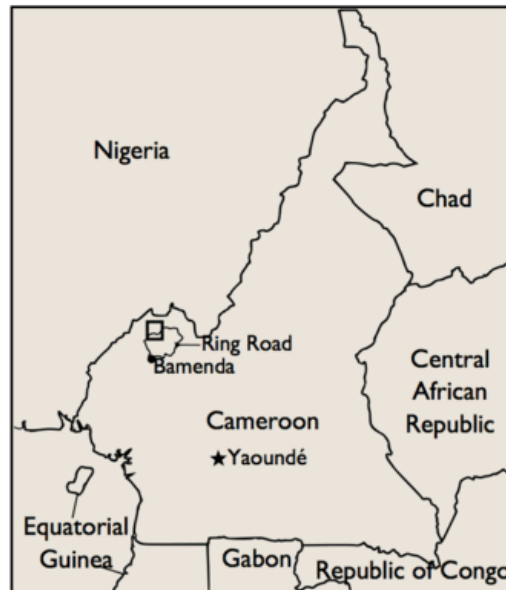 Nigeria
Chad
Ring Road
Bamenda
Central
African
Republic
Cameroon
Yaoundé
Equatorial
Guinea
Gabon
Republic of Congo